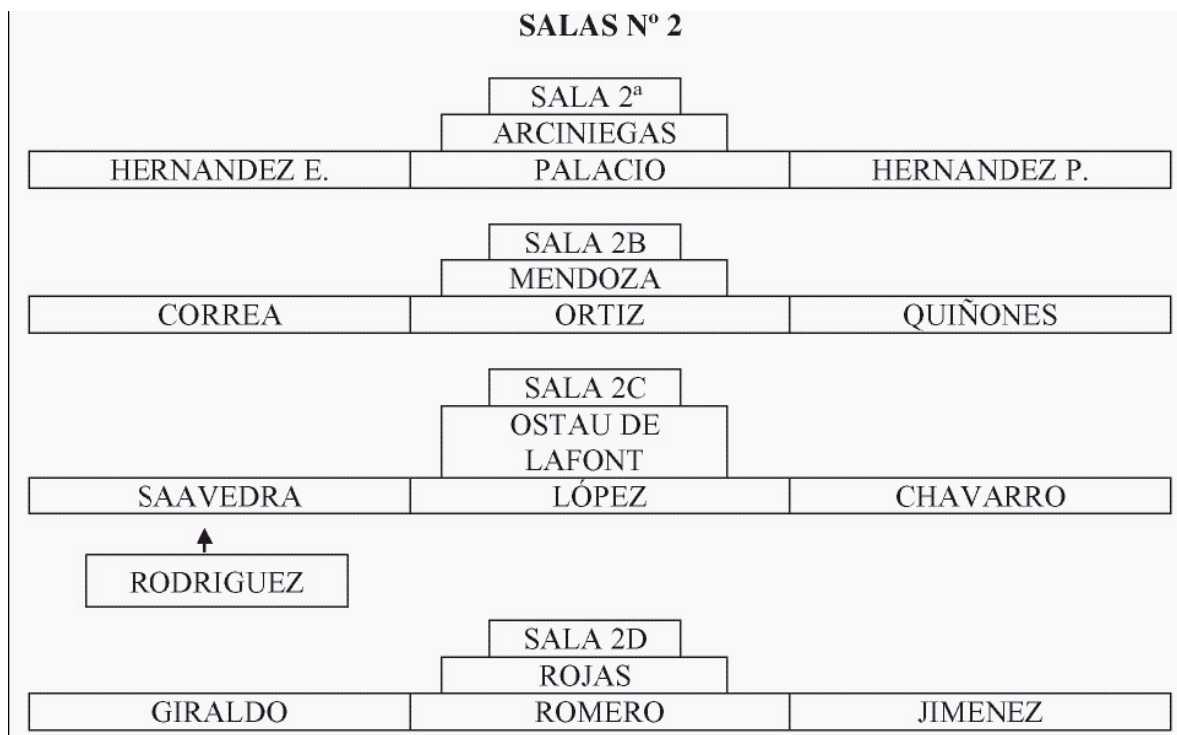 SALAS Nº 2
SALA 2ª
ARCINIEGAS
HERNANDEZ E. PALACIO HERNANDEZ P.
SALA 2B
MENDOZA
CORREA ORTIZ QUIÑONES
SALA 2C
OSTAU DE
LAFONT
SAAVEDRA LÓPEZ CHAVARRO
RODRIGUEZ
SALA 2D
ROJAS
GIRALDO ROMERO JIMENEZ